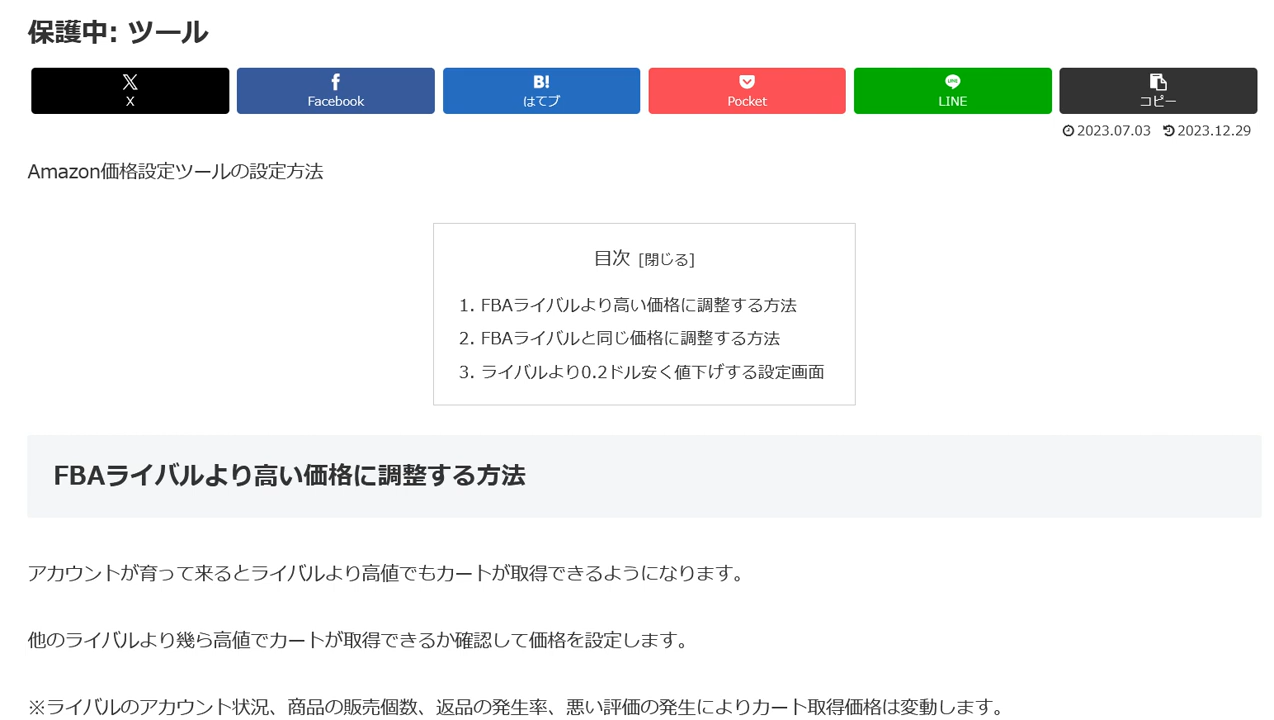 保護中: ツール
X
Facebook
B!
はてブ
Pocket
LINE
LINE
コピー
2023.07.03 2023.12.29
Amazon価格設定ツールの設定方法
目次 [閉じる]
1. FBAライバルより高い価格に調整する方法
2. FBAライバルと同じ価格に調整する方法
3. ライバルより0.2ドル安く値下げする設定画面
FBAライバルより高い価格に調整する方法
アカウントが育って来るとライバルより高値でもカートが取得できるようになります。
他のライバルより幾ら高値でカートが取得できるか確認して価格を設定します。
※ライバルのアカウント状況、商品の販売個数、返品の発生率、悪い評価の発生によりカート取得価格は変動します。